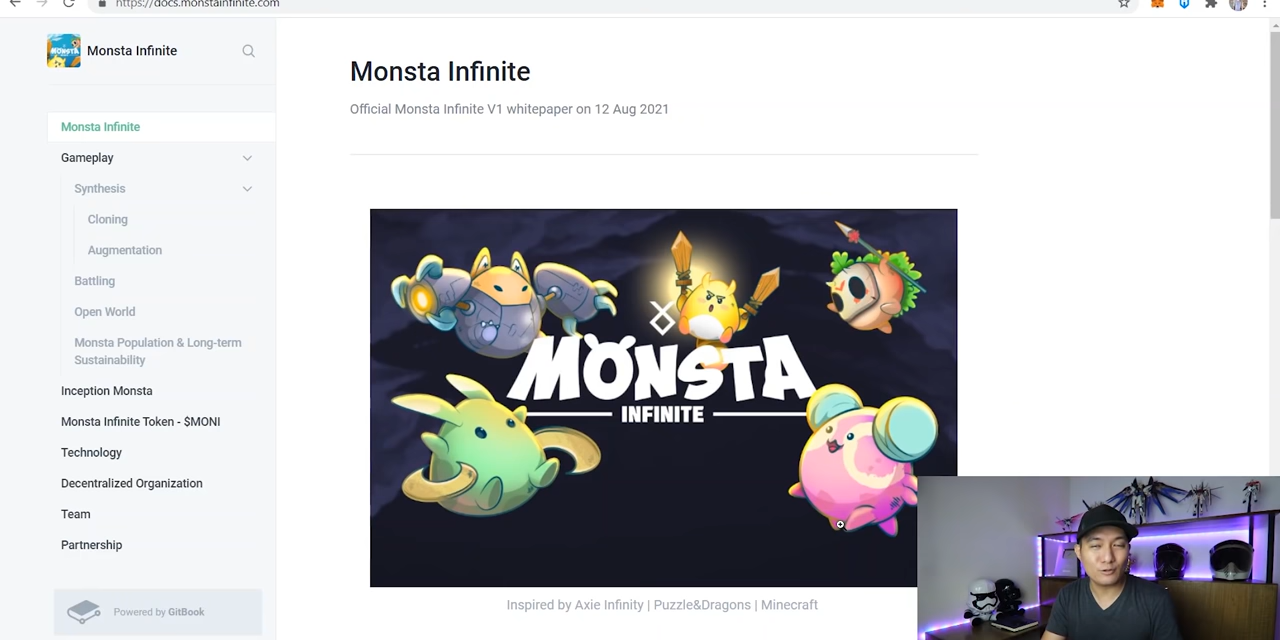 https://docs.monstainfinite.com
MONSTA
Monsta Infinite
Monsta Infinite
Gameplay
Synthesis
Cloning
Augmentation
Battling
Open World
Monsta Population & Long-term
Sustainability
Inception Monsta
Monsta Infinite Token - $MONI
Technology
Decentralized Organization
Team
Partnership
Powered by GitBook
Monsta Infinite
Official Monsta Infinite V1 whitepaper on 12 Aug 2021
MONSTA
INFINITE
Inspired by Axie Infinity | Puzzle&Dragons | Minecraft